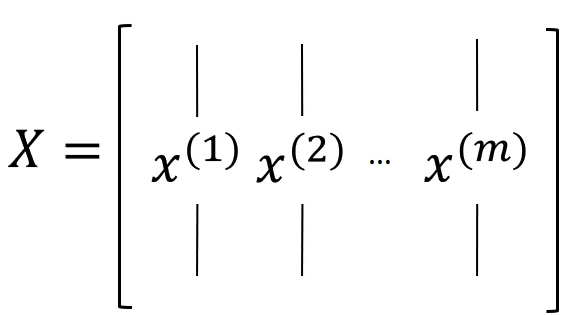 X = [x^(1) x^(2) ... x^(m)]